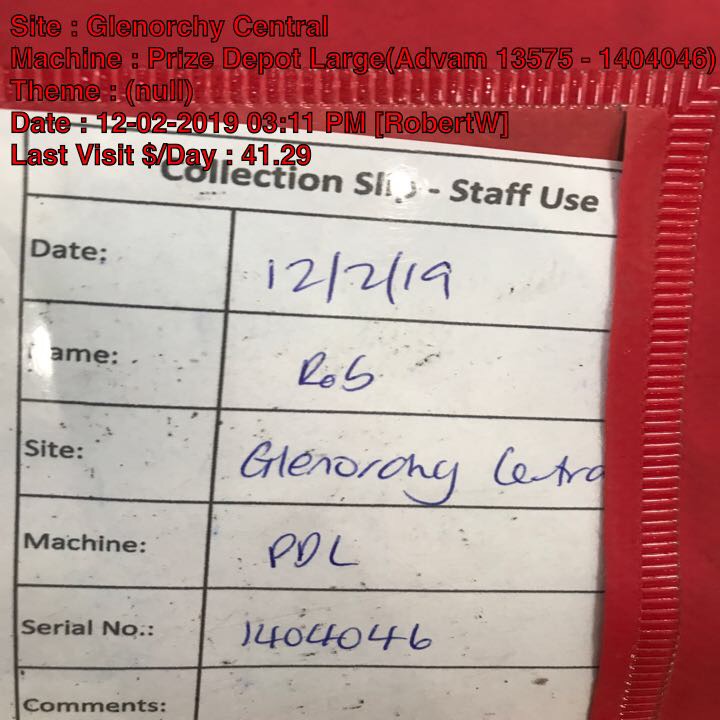 Site : Glenorchy Central
Machine : Prize Depot Large(Advam 13575 - 1404046)
Theme : (null)
Date : 12-02-2019 03:11 PM [RobertW]
Last Visit $/Day : 41.29
Collection Slip - Staff Use
Date: 12/2/19
Name: Rob
Site: Glenorchy Centra
Machine: PDL
Serial No.: 1404046
Comments: